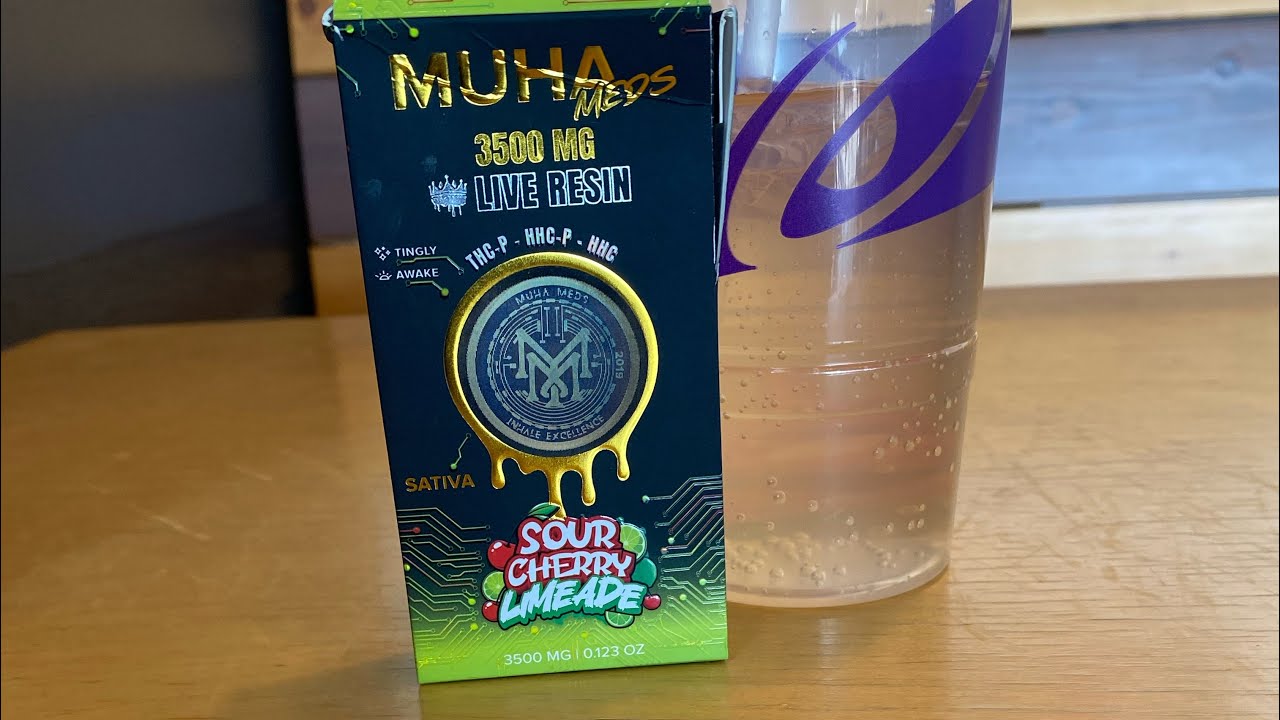 MUHA
MEDS
3500 MG
LIVE RESIN
THC-P - HHC-P - HHC
TINGLY
AWAKE
MUHA MEDS
2019
INHALE EXCELLENCE
SATIVA
SOUR
CHERRY
LIMEADE
3500 MG | 0.123 OZ